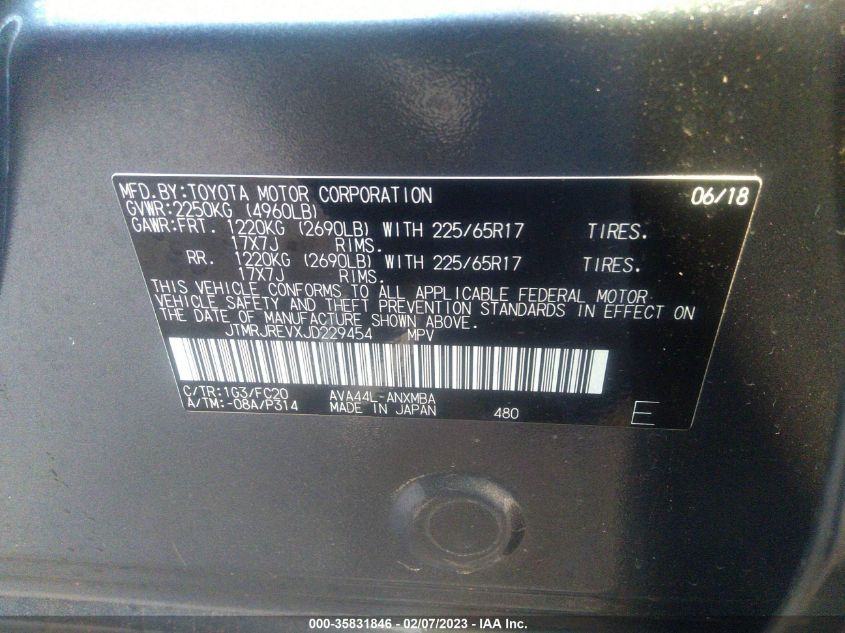 MFD.BY:TOYOTA MOTOR CORPORATION 06/18
GVWR:2250KG (4960LB)
GAWR:FRT. 1220KG (2690LB) WITH 225/65R17 TIRES.
17X7J RIMS.
RR. 1220KG (2690LB) WITH 225/65R17 TIRES.
17X7J RIMS.
THIS VEHICLE CONFORMS TO ALL APPLICABLE FEDERAL MOTOR
VEHICLE SAFETY AND THEFT PREVENTION STANDARDS IN EFFECT ON
THE DATE OF MANUFACTURE SHOWN ABOVE.
JTMRJREVXJD229454 MPV
C/TR:1G3/FC20 AVA44L-ANXMBA
A/TM:-08A/P314 MADE IN JAPAN 480 E
000-35831846 - 02/07/2023 - © IAA, Inc.